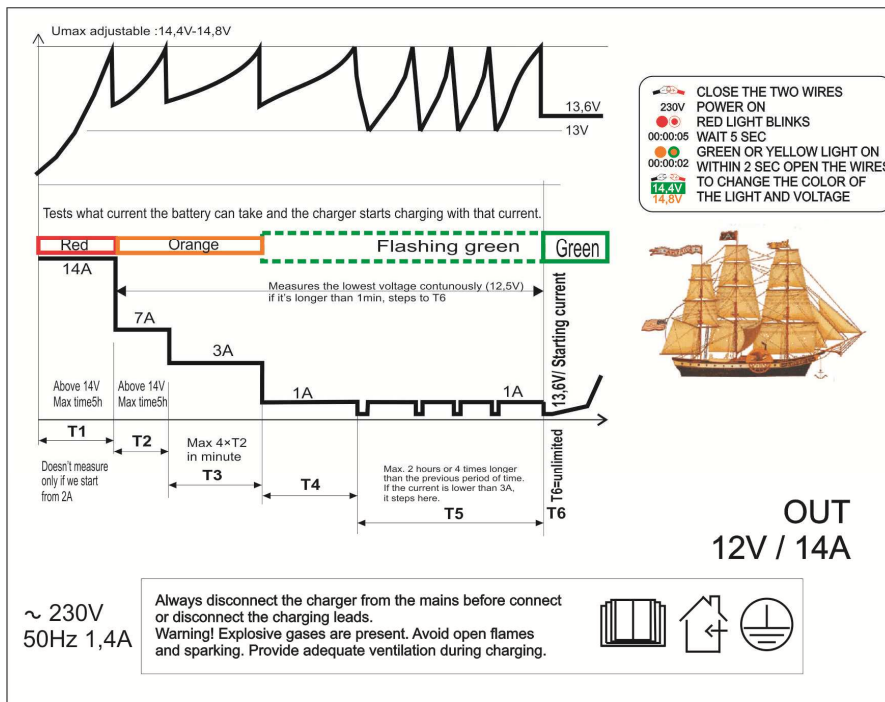 Umax adjustable :14,4V-14,8V
13,6V
13V
CLOSE THE TWO WIRES
230V POWER ON
RED LIGHT BLINKS
00:00:05 WAIT 5 SEC
GREEN OR YELLOW LIGHT ON
00:00:02 WITHIN 2 SEC OPEN THE WIRES
14,4V TO CHANGE THE COLOR OF
14,8V THE LIGHT AND VOLTAGE
Tests what current the battery can take and the charger starts charging with that current.
Red
Orange
Flashing green
Green
14A
Measures the lowest voltage contunously (12,5V)
if it's longer than 1min, steps to T6
7A
3A
1A
1A
13,6V/ Starting current
Above 14V
Max time5h
Above 14V
Max time5h
T1
T2
Max 4×T2
in minute
T3
T4
Doesn't measure
only if we start
from 2A
Max. 2 hours or 4 times longer
than the previous period of time.
If the current is lower than 3A,
it steps here.
T5
T6=unlimited
T6
OUT
12V / 14A
~ 230V
50Hz 1,4A
Always disconnect the charger from the mains before connect
or disconnect the charging leads.
Warning! Explosive gases are present. Avoid open flames
and sparking. Provide adequate ventilation during charging.